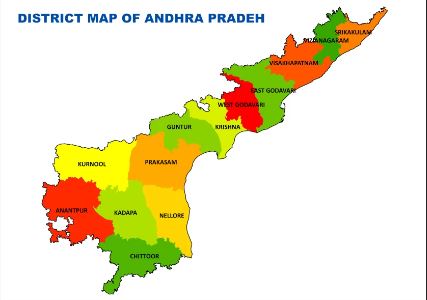 DISTRICT MAP OF ANDHRA PRADEH
SRIKAKULAM
VIZIANAGARAM
VISAKHAPATNAM
EAST GODAVARI
WEST GODAVARI
KRISHNA
GUNTUR
PRAKASAM
KURNOOL
ANANTPUR
KADAPA
NELLORE
CHITTOOR